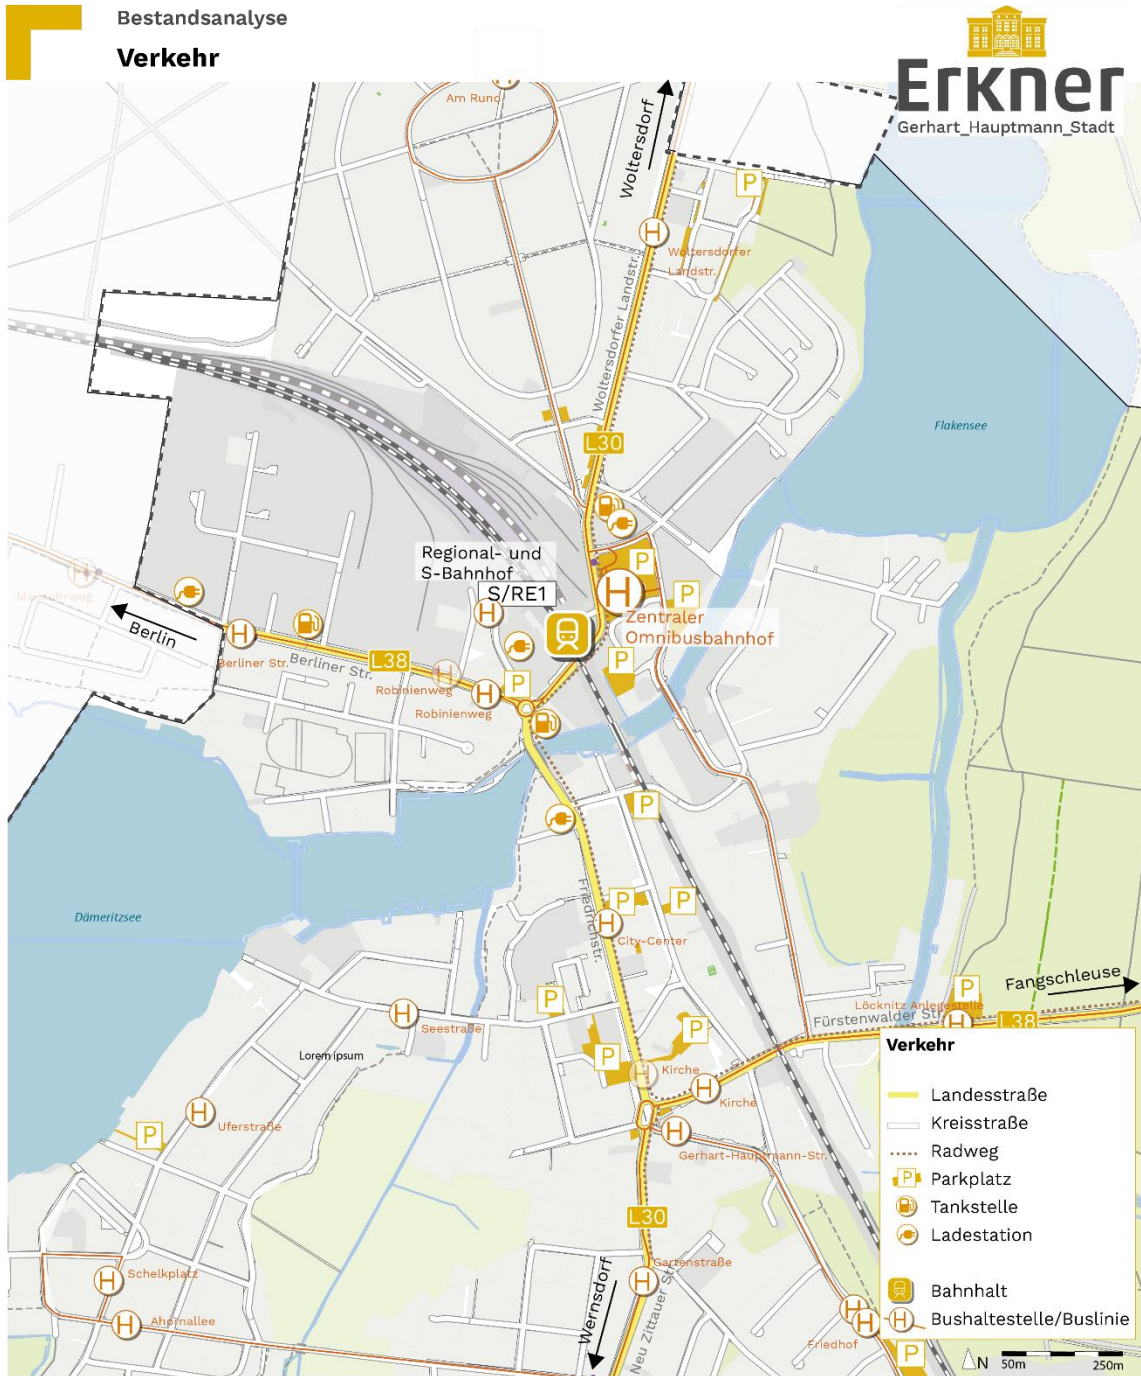 Bestandsanalyse
Verkehr
Erkner
Gerhart_Hauptmann_Stadt
Am Rund
H
Woltersdorf
P
H
Woltersdorfer
Landstr.
Woltersdorfer Landstr.
Flakensee
L30
Regional- und
S-Bahnhof
S/RE1
P
H
P
H
H
Zentraler
Omnibusbahnhof
Berlin
H
Berliner Str.
Berliner Str.
L38
P
H
Robinienweg
P
H
Robinienweg
P
Dämeritzsee
Friedrichstr.
P
P
H
City-Center
Fangschleuse
P
Löcknitz Anlegestelle
H
Fürstenwalder Str.
L38
P
H
Seestraße
P
P
Lorem ipsum
H
Kirche
H
Kirche
H
Uferstraße
P
H
Gerhart-Hauptmann-Str.
L30
Gartenstraße
H
Wernsdorf
Neu Zittauer Str.
H
Schelkplatz
H
Ahornallee
H
H
Friedhof
P
Verkehr
Landesstraße
Kreisstraße
Radweg
P Parkplatz
Tankstelle
Ladestation
Bahnhalt
H Bushaltestelle/Buslinie
N 50m 250m